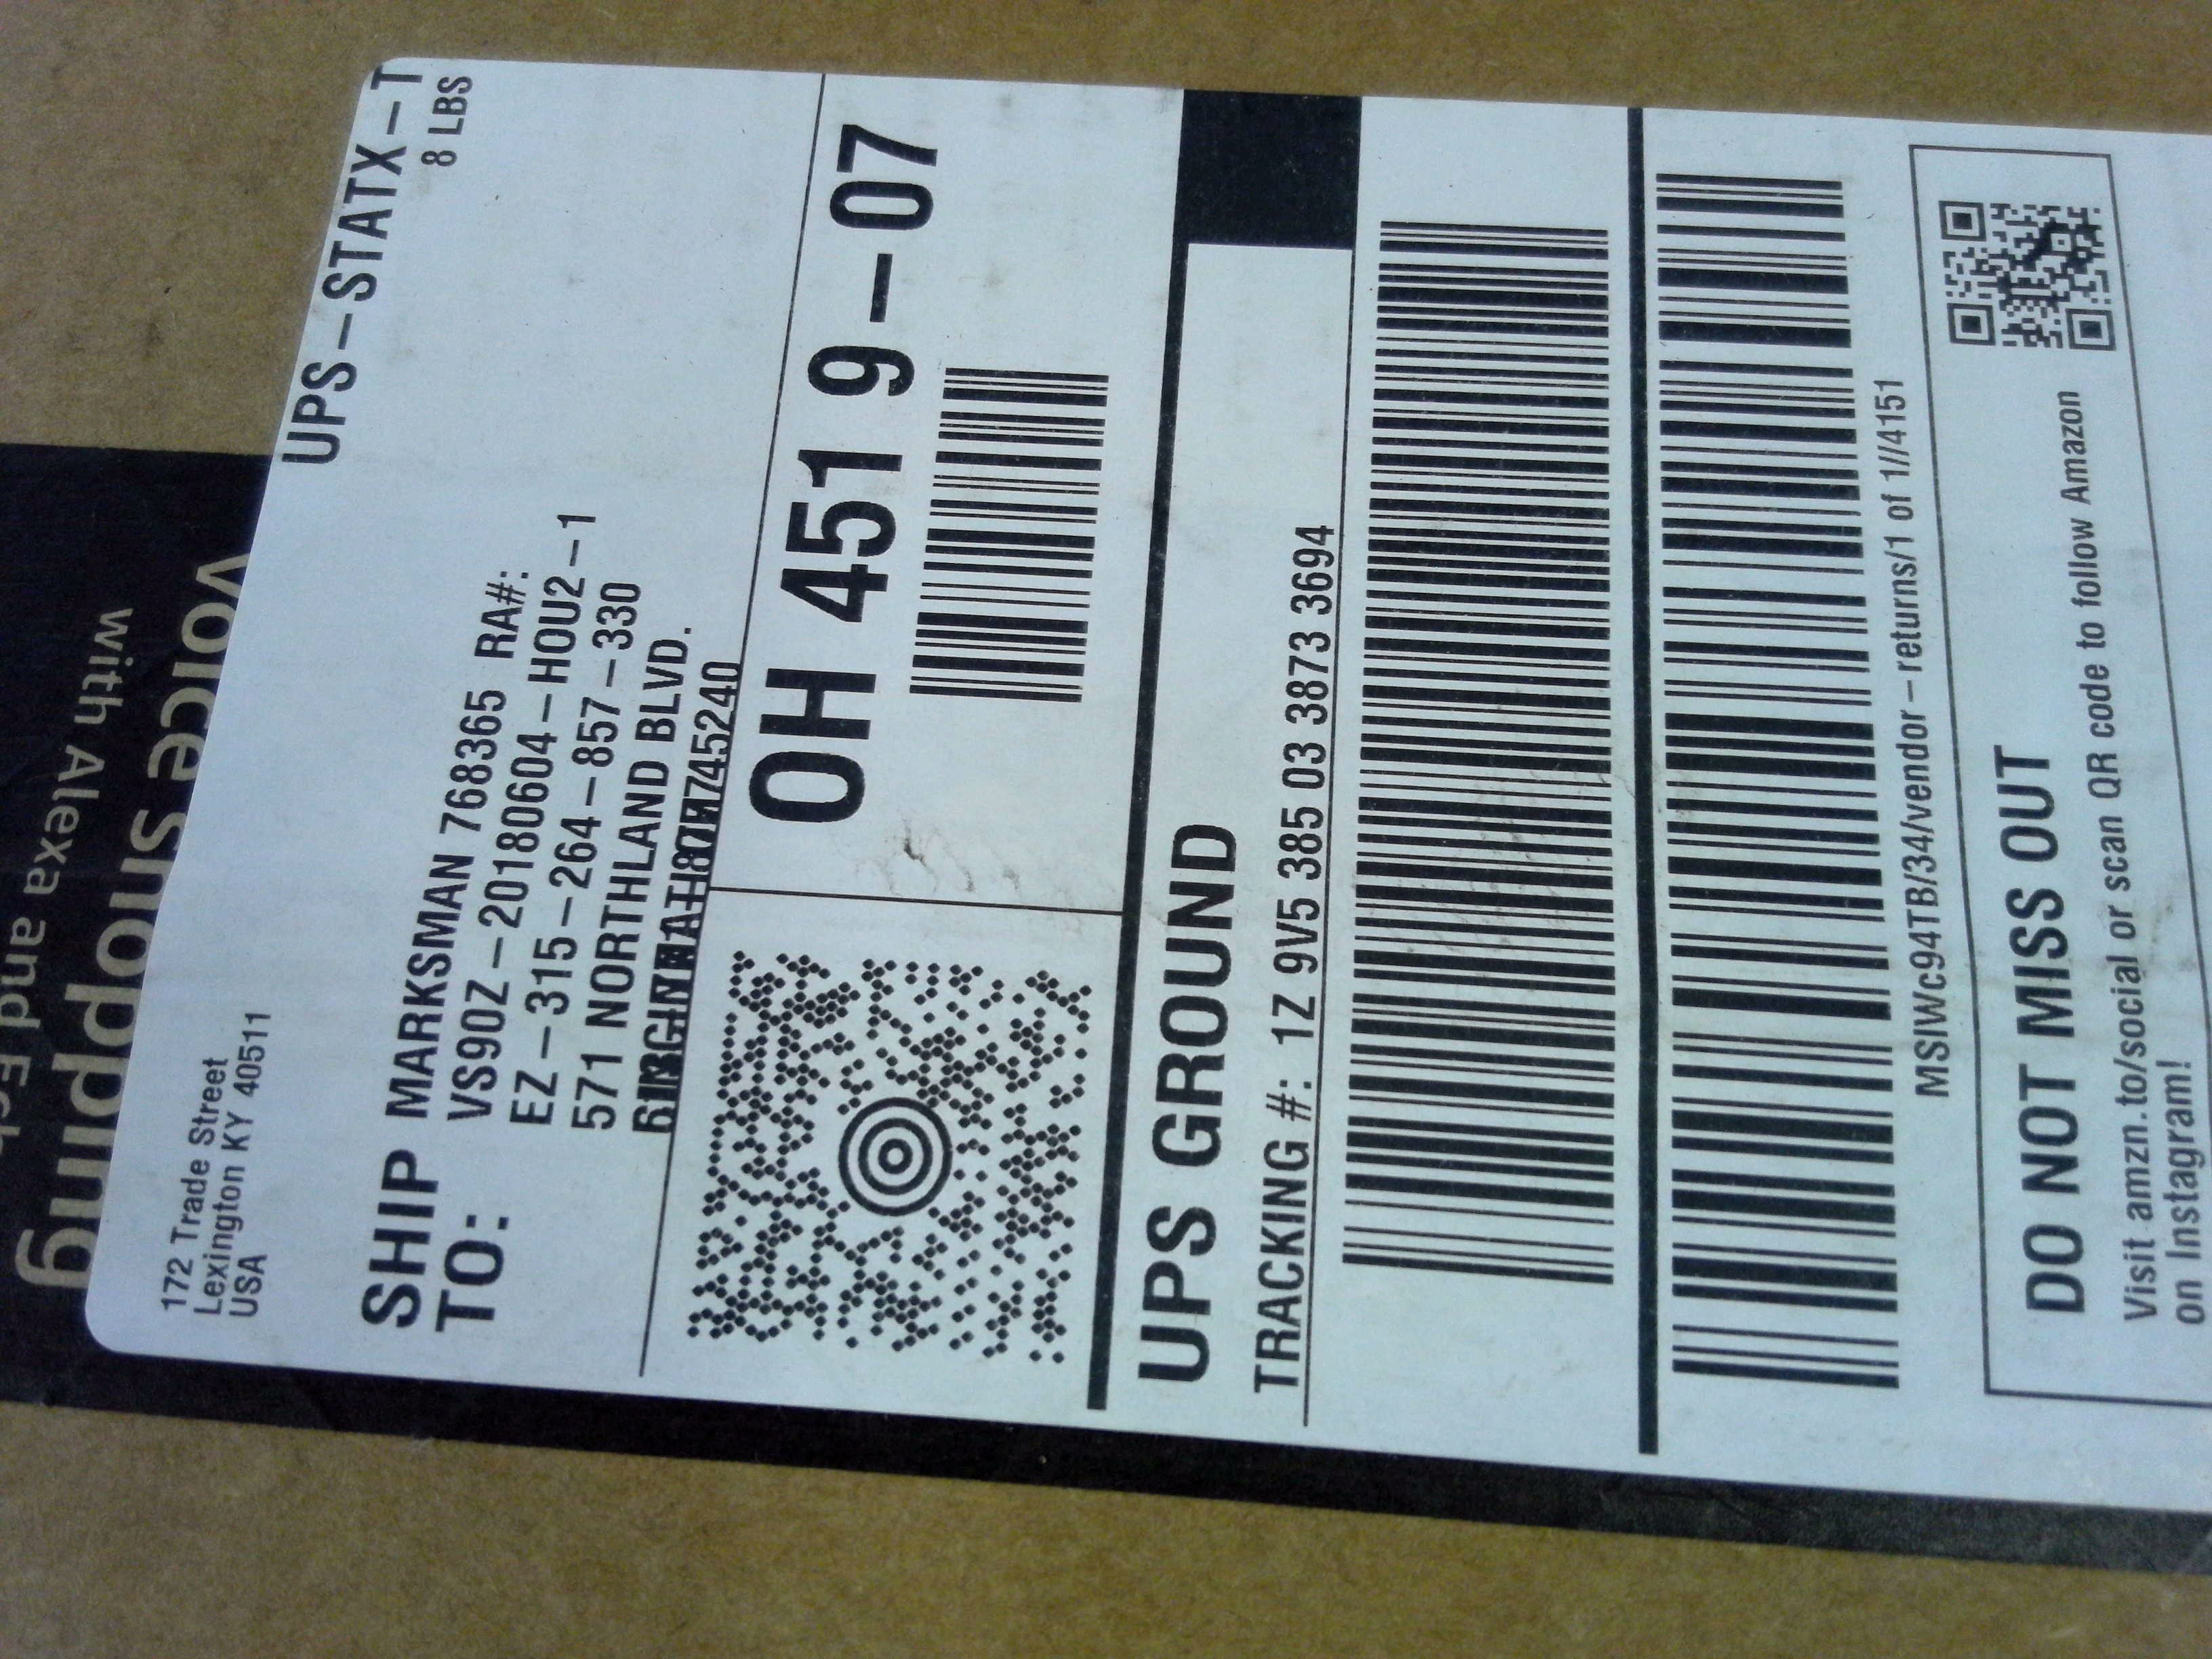 172 Trade Street
Lexington KY 40511
USA
UPS-STATX-T
8 LBS
SHIP
TO:
MARKSMAN 768365 RA#:
VS90Z-20180604-HOU2-1
EZ-315-264-857-330
571 NORTHLAND BLVD.
OH 451 9-07
UPS GROUND
TRACKING #: 1Z 9V5 385 03 3873 3694
MSIWc94TB/34/vendor-returns/1 of 1//4151
DO NOT MISS OUT
Visit amzn.to/social or scan QR code to follow Amazon
on Instagram!
voice shopping
with Alexa and